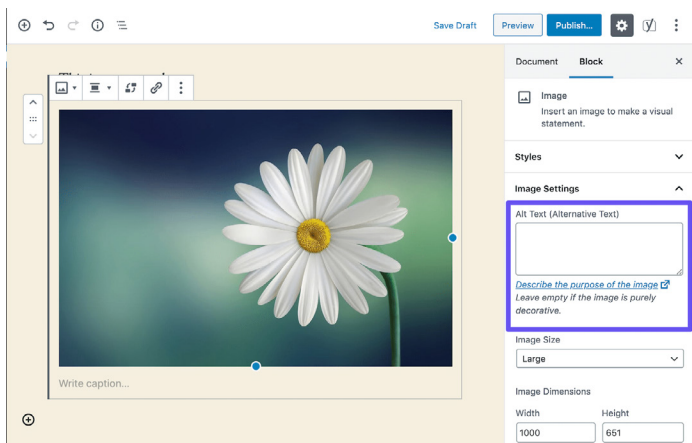 Save Draft
Preview
Publish...
Document
Block
Image
Insert an image to make a visual
statement.
Styles
Image Settings
Alt Text (Alternative Text)
Describe the purpose of the image
Leave empty if the image is purely
decorative.
Image Size
Large
Image Dimensions
Width
Height
1000
651
Write caption...